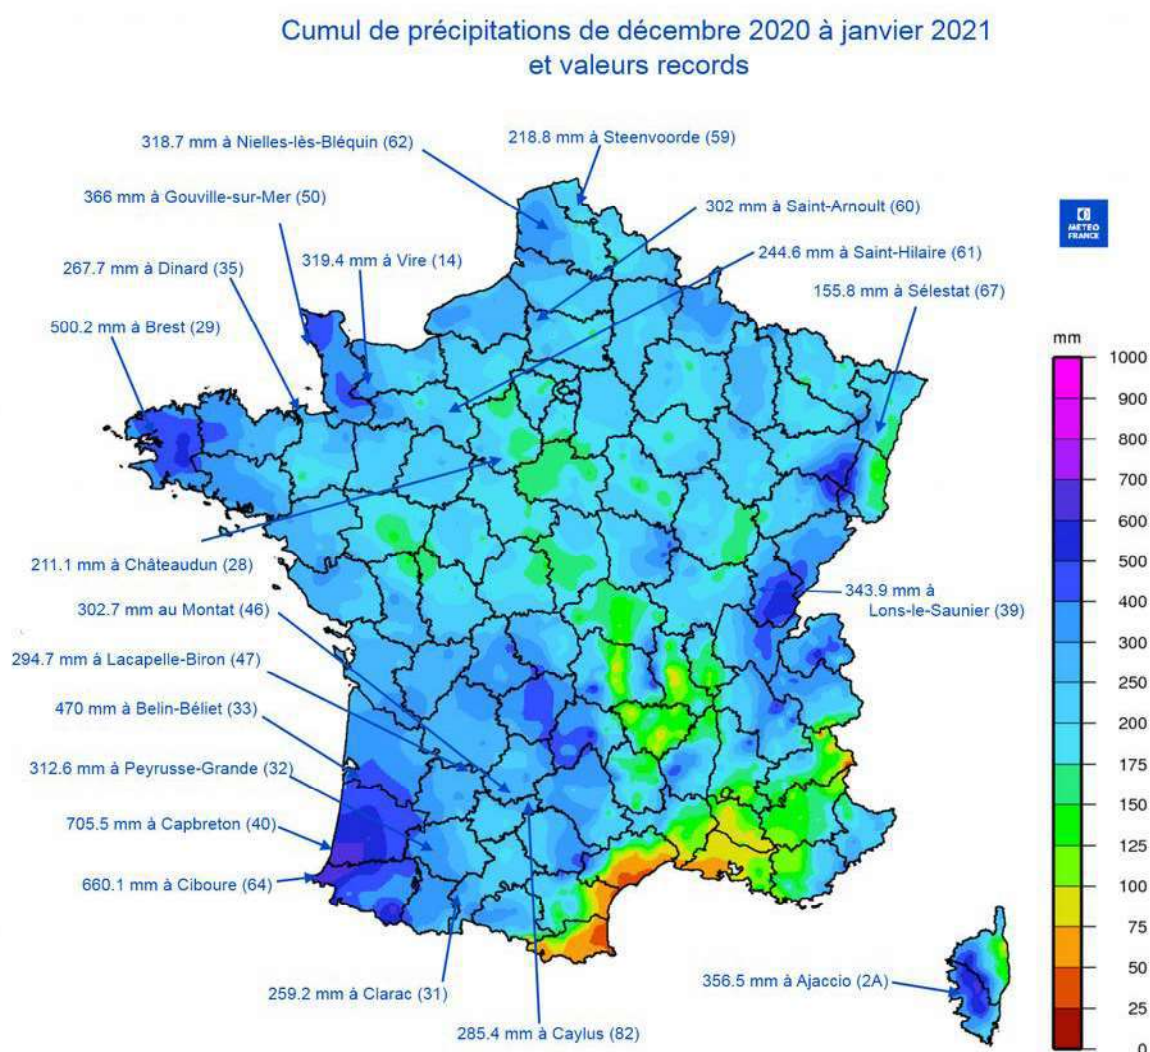 Cumul de précipitations de décembre 2020 à janvier 2021
et valeurs records
318.7 mm à Nielles-lès-Bléquin (62)
218.8 mm à Steenvoorde (59)
366 mm à Gouville-sur-Mer (50)
302 mm à Saint-Arnoult (60)
METEO
FRANCE
267.7 mm à Dinard (35)
319.4 mm à Vire (14)
244.6 mm à Saint-Hilaire (61)
155.8 mm à Sélestat (67)
500.2 mm à Brest (29)
mm
1000
900
800
700
600
500
400
300
250
200
175
150
125
100
75
50
25
0
211.1 mm à Châteaudun (28)
302.7 mm au Montat (46)
343.9 mm à
Lons-le-Saunier (39)
294.7 mm à Lacapelle-Biron (47)
470 mm à Belin-Béliet (33)
312.6 mm à Peyrusse-Grande (32)
705.5 mm à Capbreton (40)
660.1 mm à Ciboure (64)
259.2 mm à Clarac (31)
285.4 mm à Caylus (82)
356.5 mm à Ajaccio (2A)